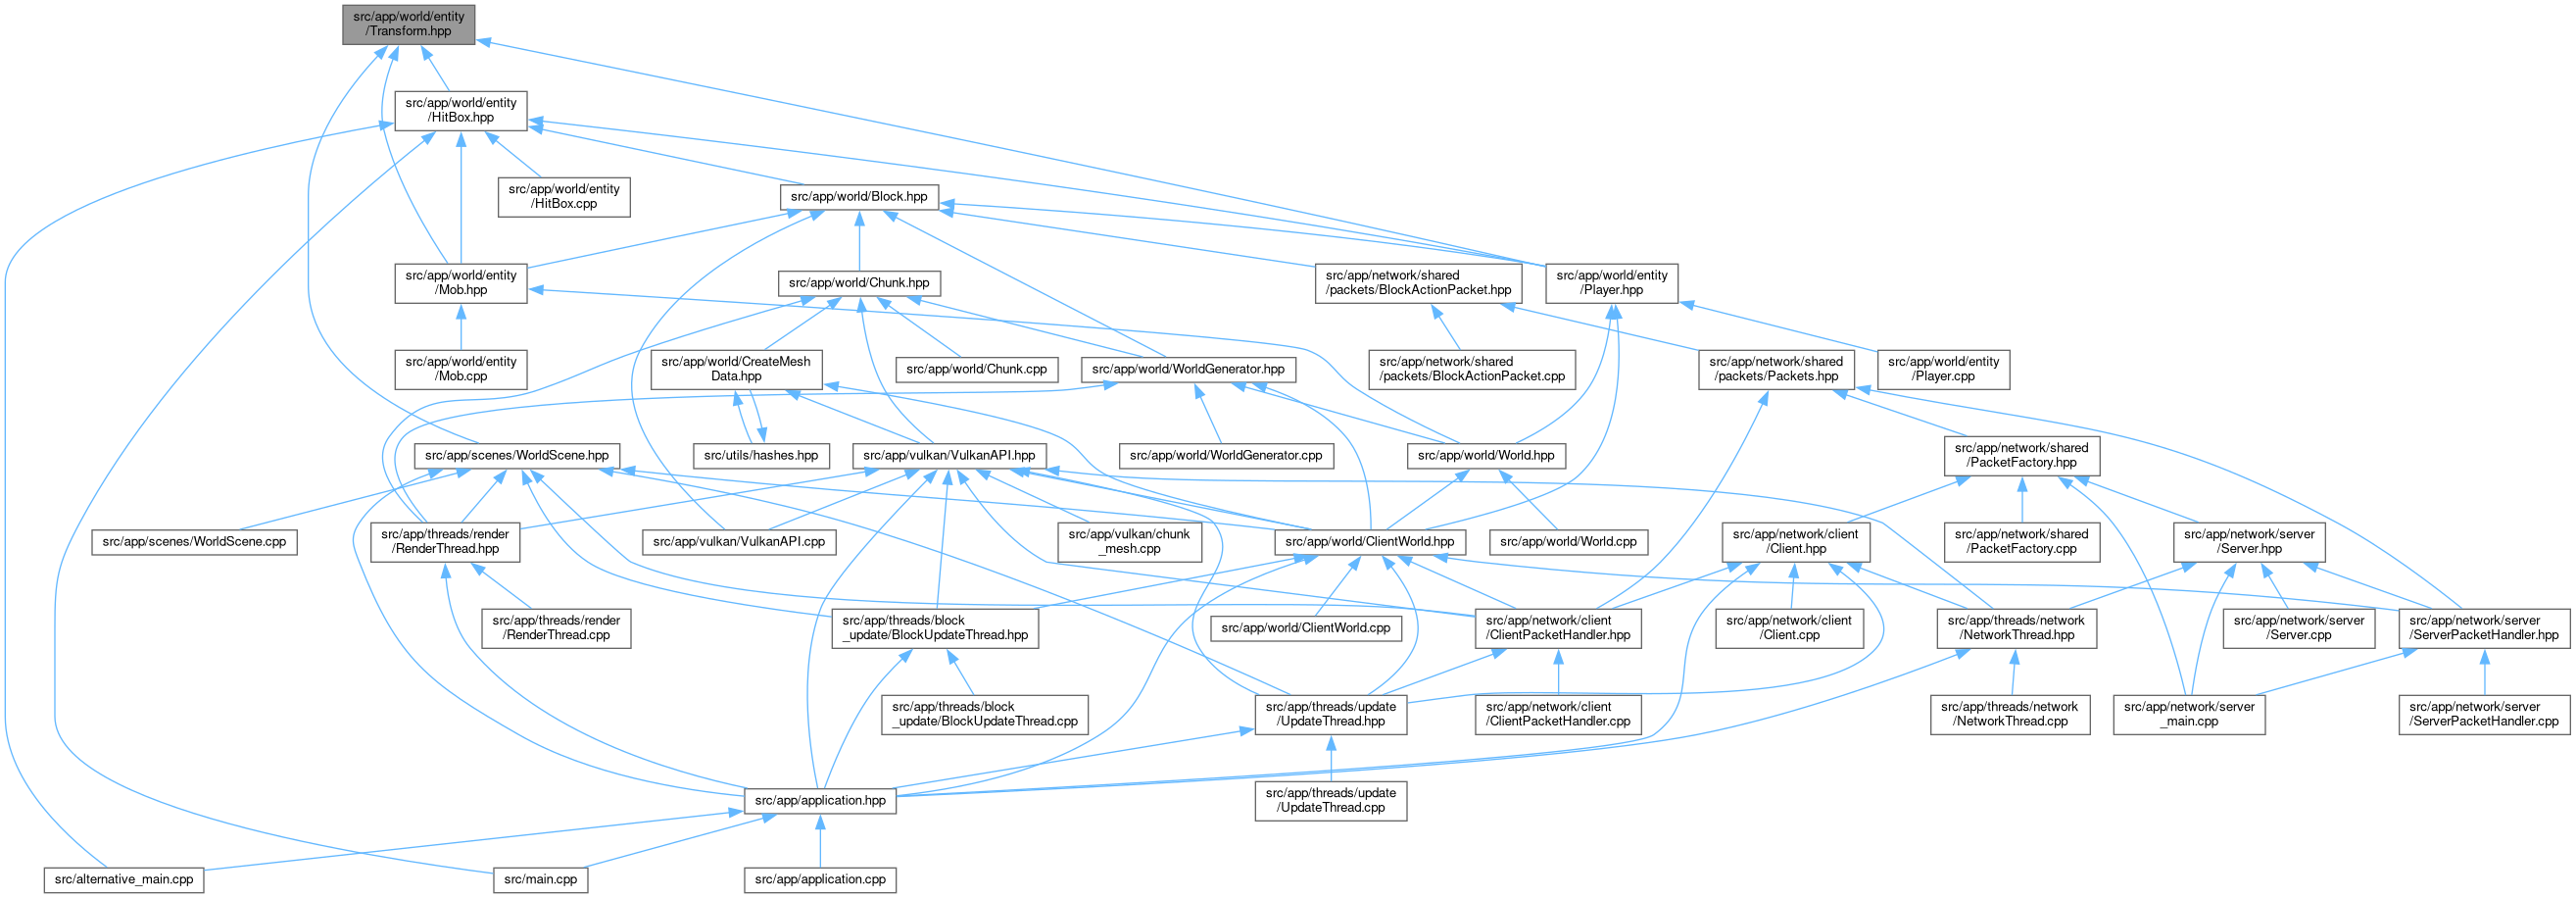 src/app/world/entity
/Transform.hpp
src/app/world/entity
/HitBox.hpp
src/app/world/entity
/HitBox.cpp
src/app/world/Block.hpp
src/app/world/entity
/Mob.hpp
src/app/world/Chunk.hpp
src/app/network/shared
/packets/BlockActionPacket.hpp
src/app/world/entity
/Player.hpp
src/app/world/entity
/Mob.cpp
src/app/world/CreateMesh
Data.hpp
src/app/world/Chunk.cpp
src/app/world/WorldGenerator.hpp
src/app/network/shared
/packets/BlockActionPacket.cpp
src/app/network/shared
/packets/Packets.hpp
src/app/world/entity
/Player.cpp
src/app/scenes/WorldScene.hpp
src/utils/hashes.hpp
src/app/vulkan/VulkanAPI.hpp
src/app/world/WorldGenerator.cpp
src/app/world/World.hpp
src/app/network/shared
/PacketFactory.hpp
src/app/scenes/WorldScene.cpp
src/app/threads/render
/RenderThread.hpp
src/app/vulkan/VulkanAPI.cpp
src/app/vulkan/chunk
_mesh.cpp
src/app/world/ClientWorld.hpp
src/app/world/World.cpp
src/app/network/client
/Client.hpp
src/app/network/shared
/PacketFactory.cpp
src/app/network/server
/Server.hpp
src/app/threads/render
/RenderThread.cpp
src/app/threads/block
_update/BlockUpdateThread.hpp
src/app/world/ClientWorld.cpp
src/app/network/client
/ClientPacketHandler.hpp
src/app/network/client
/Client.cpp
src/app/threads/network
/NetworkThread.hpp
src/app/network/server
/Server.cpp
src/app/network/server
/ServerPacketHandler.hpp
src/app/threads/block
_update/BlockUpdateThread.cpp
src/app/threads/update
/UpdateThread.hpp
src/app/network/client
/ClientPacketHandler.cpp
src/app/threads/network
/NetworkThread.cpp
src/app/network/server
_main.cpp
src/app/network/server
/ServerPacketHandler.cpp
src/app/application.hpp
src/app/threads/update
/UpdateThread.cpp
src/alternative_main.cpp
src/main.cpp
src/app/application.cpp